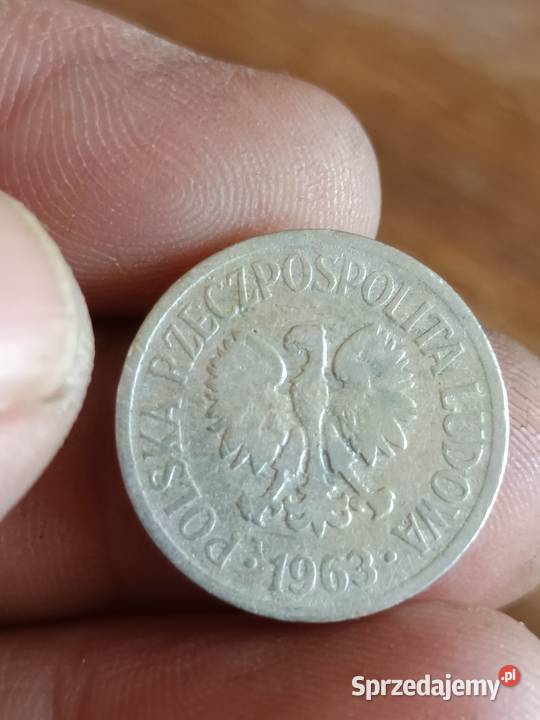 POLSKA RZECZPOSPOLITA LUDOWA
· 1963 ·
Sprzedajemy.pl